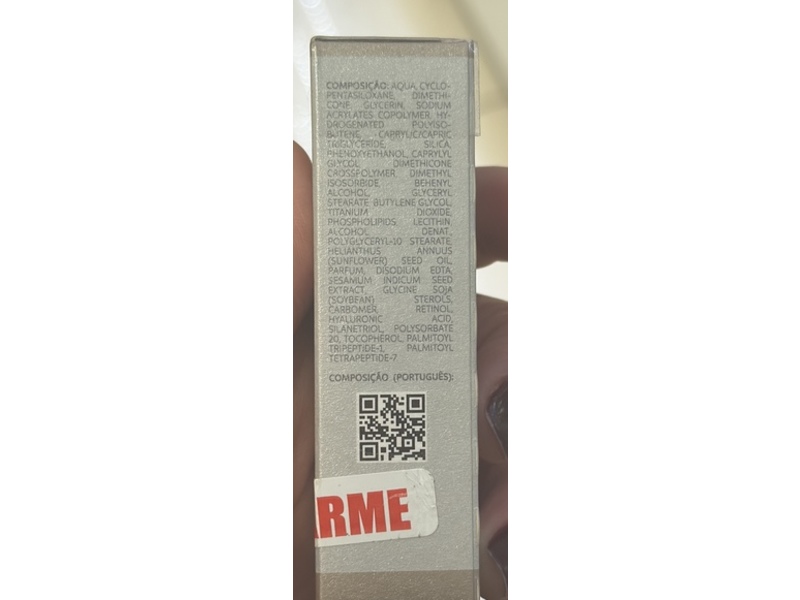 COMPOSIÇÃO: AQUA, CYCLO-
PENTASILOXANE, DIMETHI-
CONE, GLYCERIN, SODIUM
ACRYLATES COPOLYMER, HY-
DROGENATED POLYISO-
BUTENE, CAPRYLIC/CAPRIC
TRIGLYCERIDE, SILICA,
PHENOXYETHANOL, CAPRYLYL
GLYCOL, DIMETHICONE
CROSSPOLYMER, DIMETHYL
ISOSORBIDE, BEHENYL
ALCOHOL, GLYCERYL
STEARATE, BUTYLENE GLYCOL,
TITANIUM DIOXIDE,
PHOSPHOLIPIDS, LECITHIN,
ALCOHOL DENAT,
POLYGLYCERYL-10 STEARATE,
HELIANTHUS ANNUUS
(SUNFLOWER) SEED OIL,
PARFUM, DISODIUM EDTA,
SESAMUM INDICUM SEED
EXTRACT, GLYCINE SOJA
(SOYBEAN) STEROLS,
CARBOMER, RETINOL,
HYALURONIC ACID,
SILANETRIOL, POLYSORBATE
20, TOCOPHEROL, PALMITOYL
TRIPEPTIDE-1, PALMITOYL
TETRAPEPTIDE-7
COMPOSIÇÃO (PORTUGUÊS):
ARME